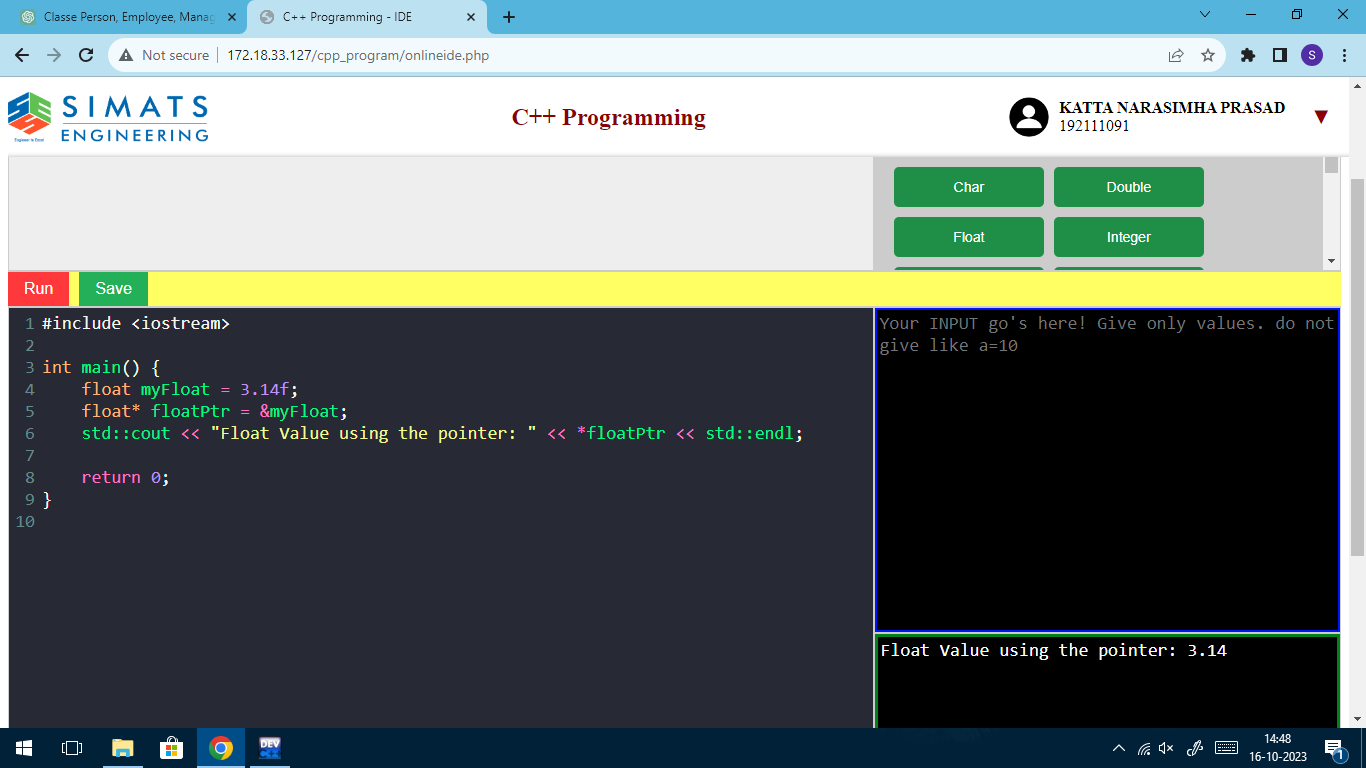 Classe Person, Employee, Manag
C++ Programming - IDE
Not secure
172.18.33.127/cpp_program/onlineide.php
S
SIMATS
ENGINEERING
Engineer to Excel
C++ Programming
KATTA NARASIMHA PRASAD
192111091
Char
Double
Float
Integer
Run
Save
1 #include <iostream>
2
3 int main() {
4     float myFloat = 3.14f;
5     float* floatPtr = &myFloat;
6     std::cout << "Float Value using the pointer: " << *floatPtr << std::endl;
7
8     return 0;
9 }
10
Your INPUT go's here! Give only values. do not
give like a=10
Float Value using the pointer: 3.14
DEV
14:48
16-10-2023
1